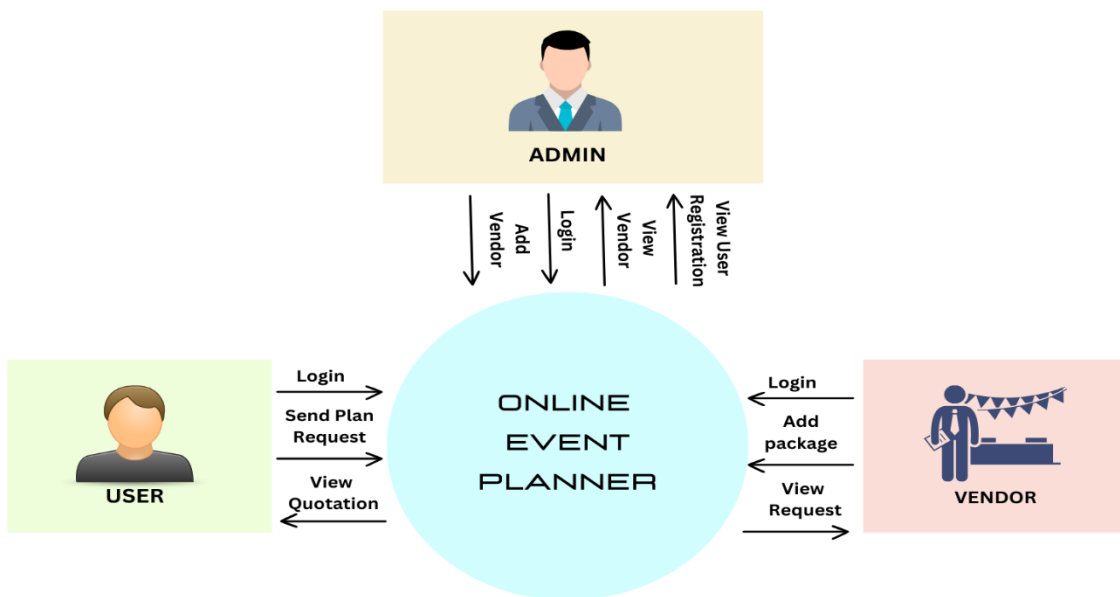 ADMIN
Add
Vendor
Login
View
Vendor
View User
Registration
Login
Send Plan
Request
View
Quotation
USER
ONLINE
EVENT
PLANNER
Login
Add
package
View
Request
VENDOR